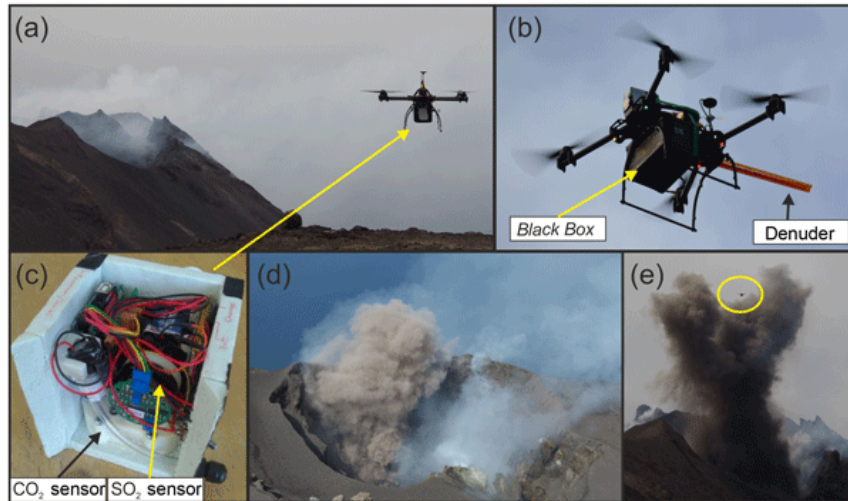 (a)
(b)
Black Box
Denuder
(c)
CO₂ sensor
SO₂ sensor
(d)
(e)